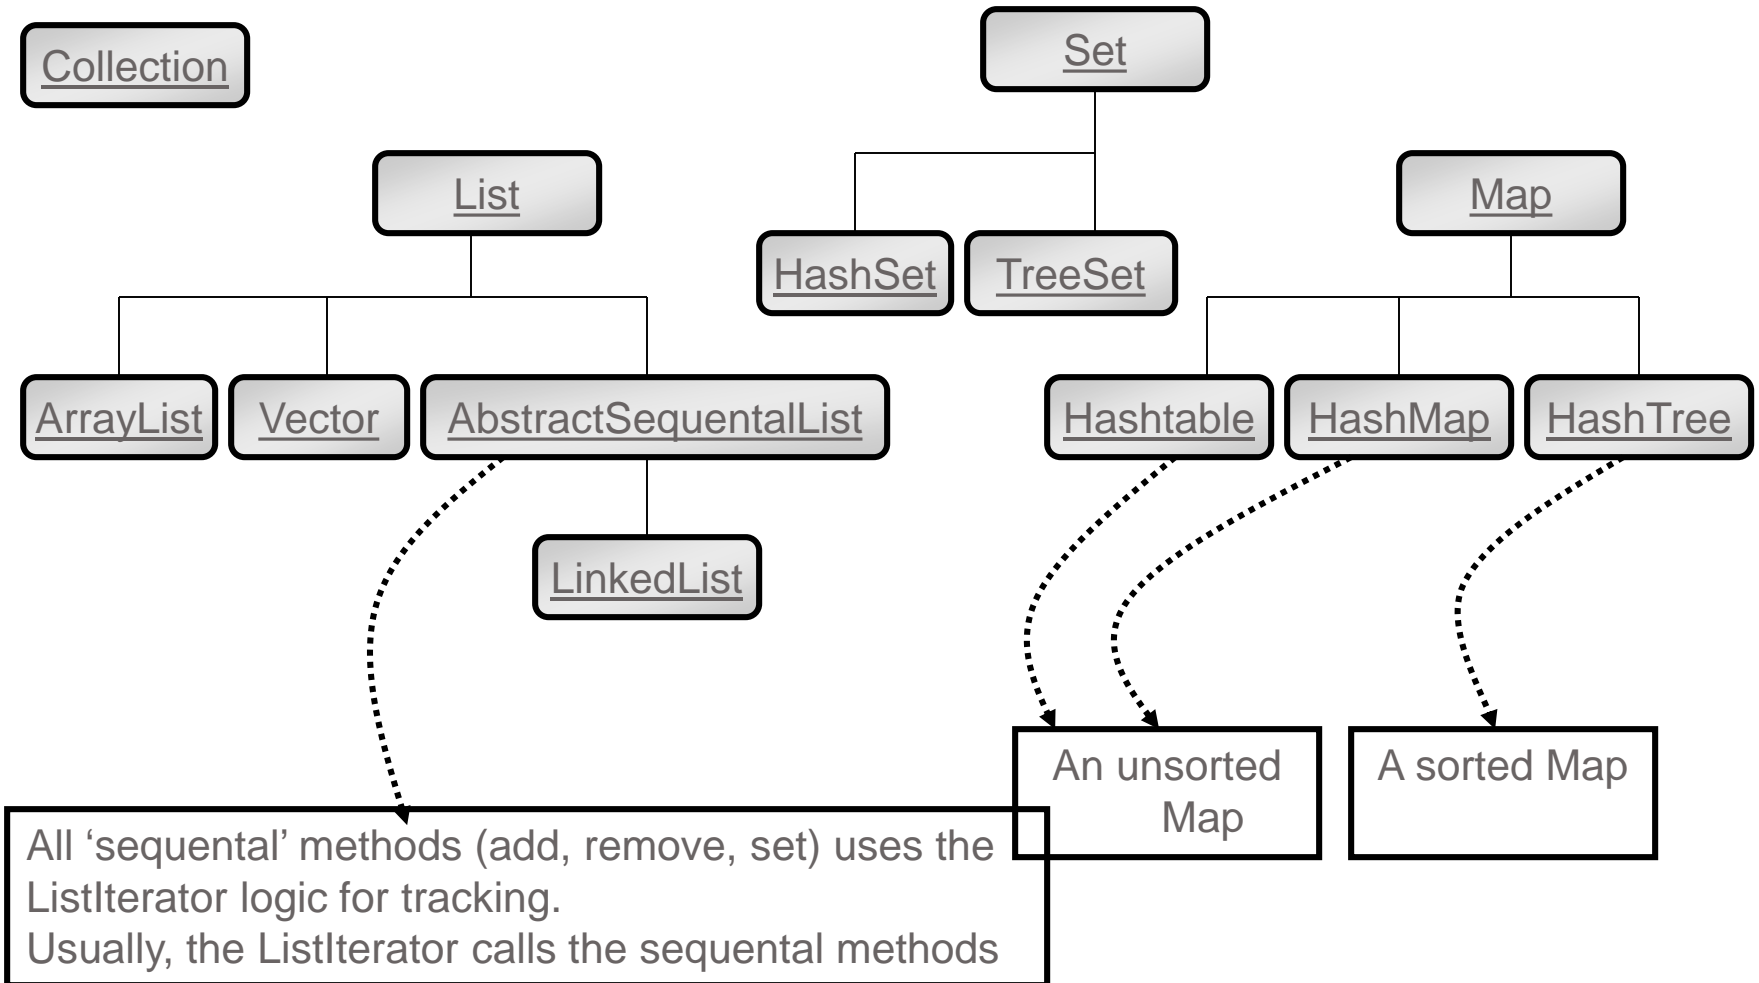 Collection
Set
List
Map
HashSet
TreeSet
ArrayList
Vector
AbstractSequentalList
Hashtable
HashMap
HashTree
LinkedList
An unsorted
Map
A sorted Map
All ‘sequental’ methods (add, remove, set) uses the
ListIterator logic for tracking.
Usually, the ListIterator calls the sequental methods